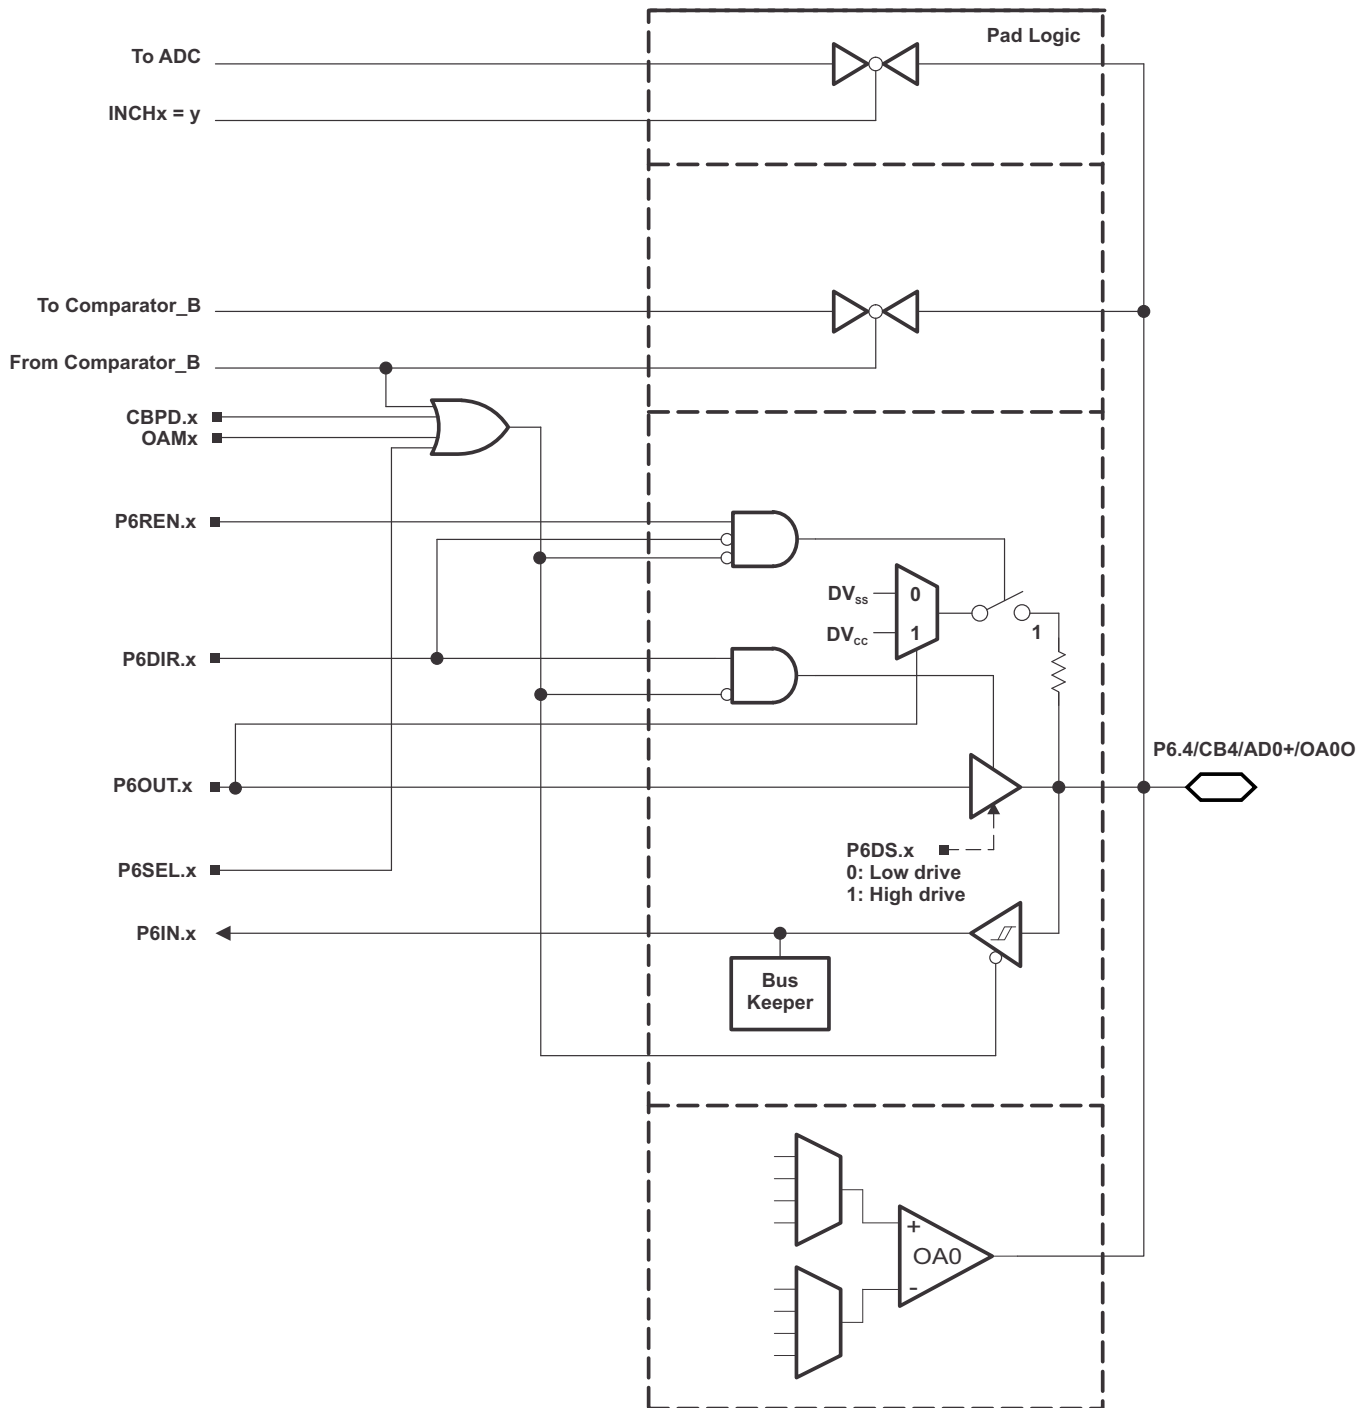 Pad Logic
To ADC
INCHx = y
To Comparator_B
From Comparator_B
CBPD.x
OAMx
P6REN.x
DVSS
0
DVCC
1
1
P6DIR.x
P6.4/CB4/AD0+/OA0O
P6OUT.x
P6DS.x
0: Low drive
1: High drive
P6SEL.x
P6IN.x
Bus
Keeper
+
OA0
-